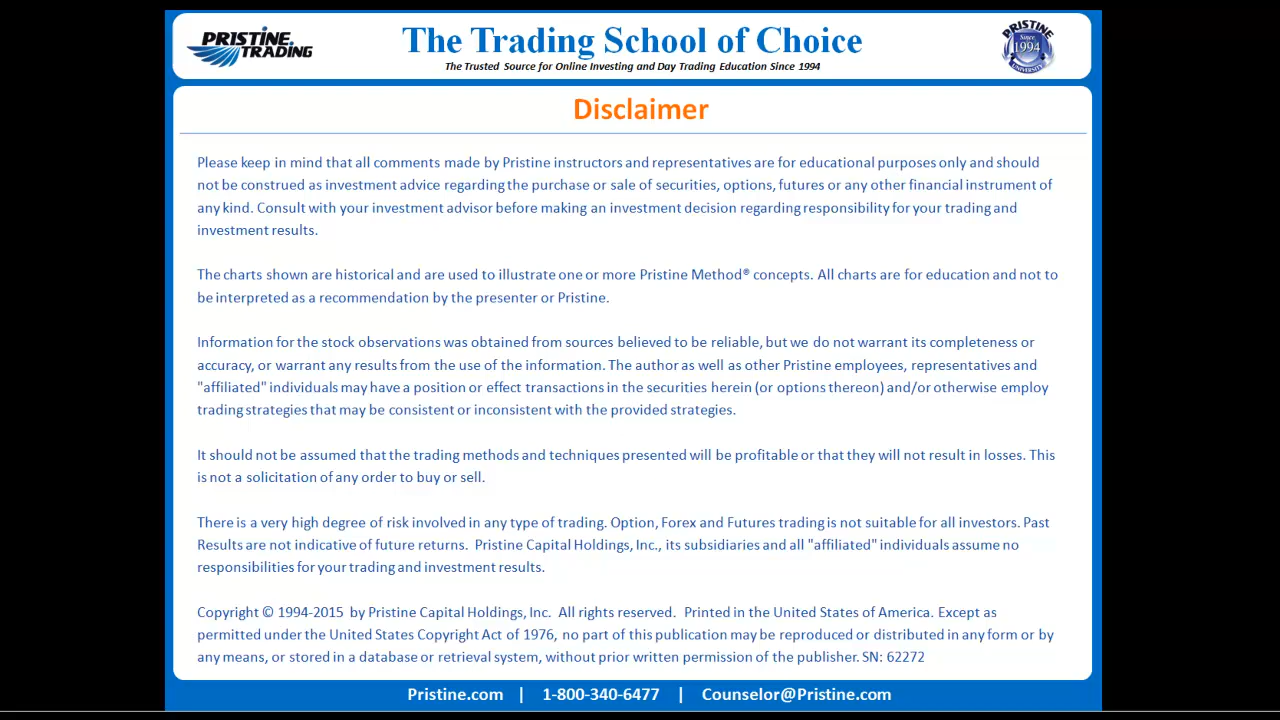 PRISTINE
TRADING
The Trading School of Choice
The Trusted Source for Online Investing and Day Trading Education Since 1994
PRISTINE
Since
1994
UNIVERSITY
Disclaimer
Please keep in mind that all comments made by Pristine instructors and representatives are for educational purposes only and should
not be construed as investment advice regarding the purchase or sale of securities, options, futures or any other financial instrument of
any kind. Consult with your investment advisor before making an investment decision regarding responsibility for your trading and
investment results.
The charts shown are historical and are used to illustrate one or more Pristine Method® concepts. All charts are for education and not to
be interpreted as a recommendation by the presenter or Pristine.
Information for the stock observations was obtained from sources believed to be reliable, but we do not warrant its completeness or
accuracy, or warrant any results from the use of the information. The author as well as other Pristine employees, representatives and
"affiliated" individuals may have a position or effect transactions in the securities herein (or options thereon) and/or otherwise employ
trading strategies that may be consistent or inconsistent with the provided strategies.
It should not be assumed that the trading methods and techniques presented will be profitable or that they will not result in losses. This
is not a solicitation of any order to buy or sell.
There is a very high degree of risk involved in any type of trading. Option, Forex and Futures trading is not suitable for all investors. Past
Results are not indicative of future returns.  Pristine Capital Holdings, Inc., its subsidiaries and all "affiliated" individuals assume no
responsibilities for your trading and investment results.
Copyright © 1994-2015  by Pristine Capital Holdings, Inc.  All rights reserved.  Printed in the United States of America. Except as
permitted under the United States Copyright Act of 1976, no part of this publication may be reproduced or distributed in any form or by
any means, or stored in a database or retrieval system, without prior written permission of the publisher. SN: 62272
Pristine.com | 1-800-340-6477 | Counselor@Pristine.com